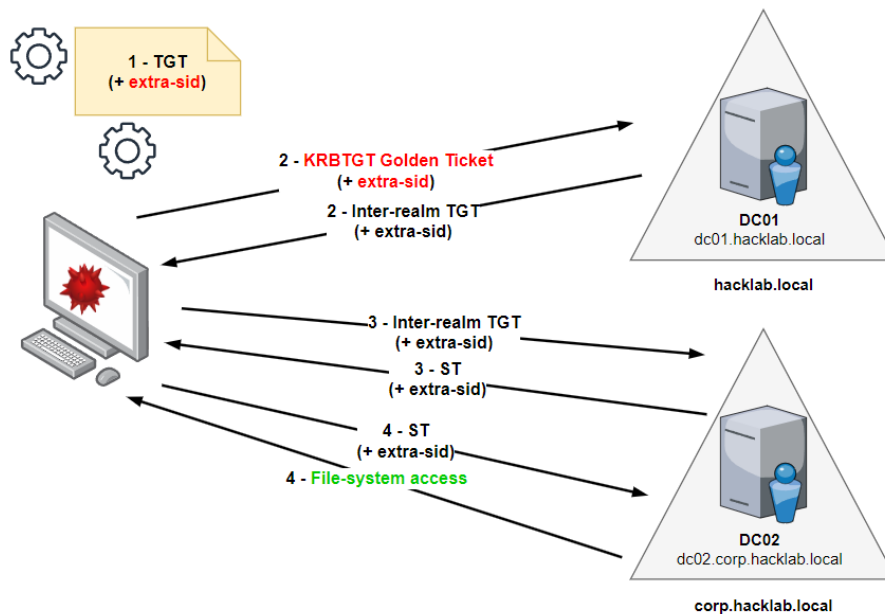 1 - TGT
(+ extra-sid)
2 - KRBTGT Golden Ticket
(+ extra-sid)
2 - Inter-realm TGT
(+ extra-sid)
DC01
dc01.hacklab.local
hacklab.local
3 - Inter-realm TGT
(+ extra-sid)
3 - ST
(+ extra-sid)
4 - ST
(+ extra-sid)
4 - File-system access
DC02
dc02.corp.hacklab.local
corp.hacklab.local